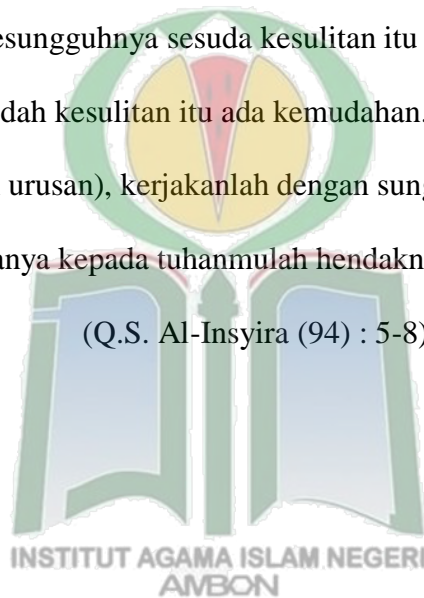 esungguhnya sesuda kesulitan itu
dah kesulitan itu ada kemudahan.
urusan), kerjakanlah dengan sung
anya kepada tuhanmulah hendakn
(Q.S. Al-Insyira (94) : 5-8)
INSTITUT AGAMA ISLAM NEGERI
AMBON